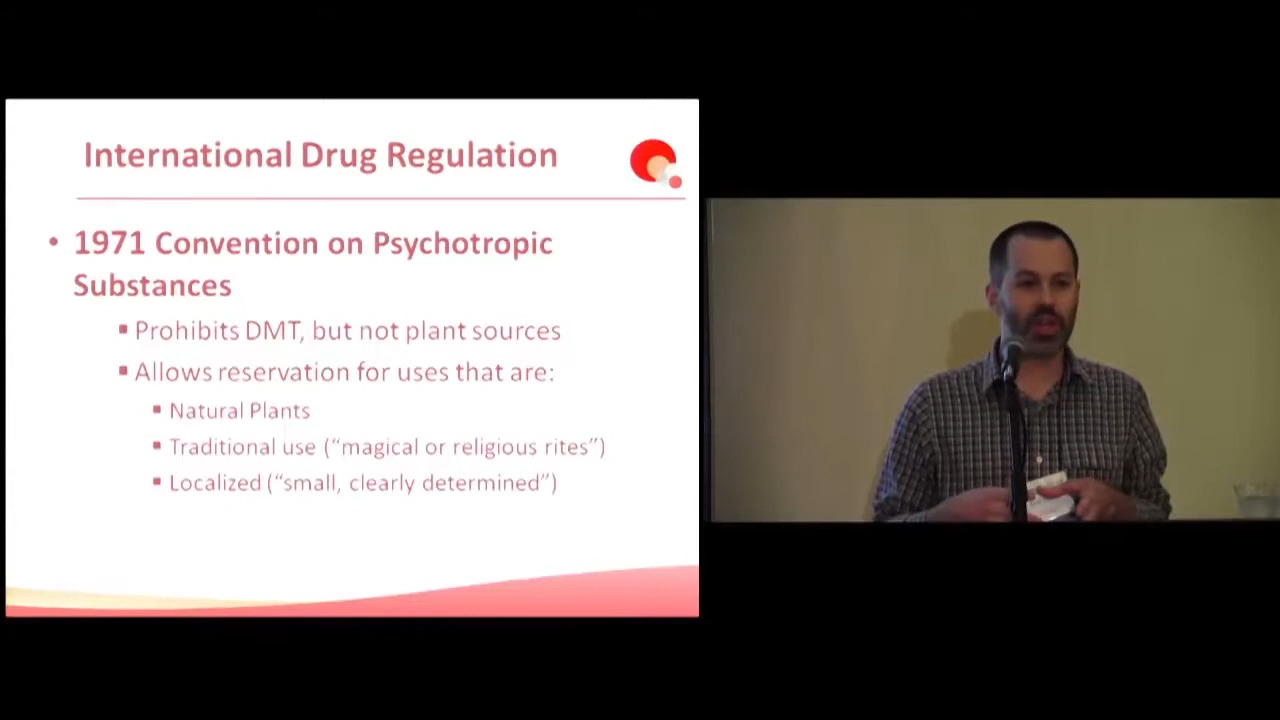 International Drug Regulation
• 1971 Convention on Psychotropic
Substances
▪ Prohibits DMT, but not plant sources
▪ Allows reservation for uses that are:
▪ Natural Plants
▪ Traditional use (“magical or religious rites”)
▪ Localized (“small, clearly determined”)